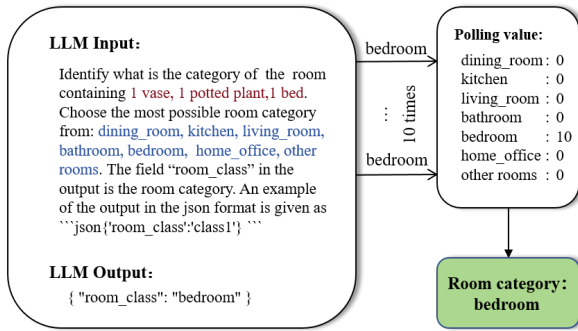 LLM Input:
Identify what is the category of the room
containing 1 vase, 1 potted plant,1 bed.
Choose the most possible room category
from: dining_room, kitchen, living_room,
bathroom, bedroom, home_office, other
rooms. The field “room_class” in the
output is the room category. An example
of the output in the json format is given as
```json{'room_class':'class1'} ```
LLM Output:
{ "room_class": "bedroom" }
bedroom
... 10 times
bedroom
Polling value:
dining_room : 0
kitchen : 0
living_room : 0
bathroom : 0
bedroom : 10
home_office : 0
other rooms : 0
Room category:
bedroom